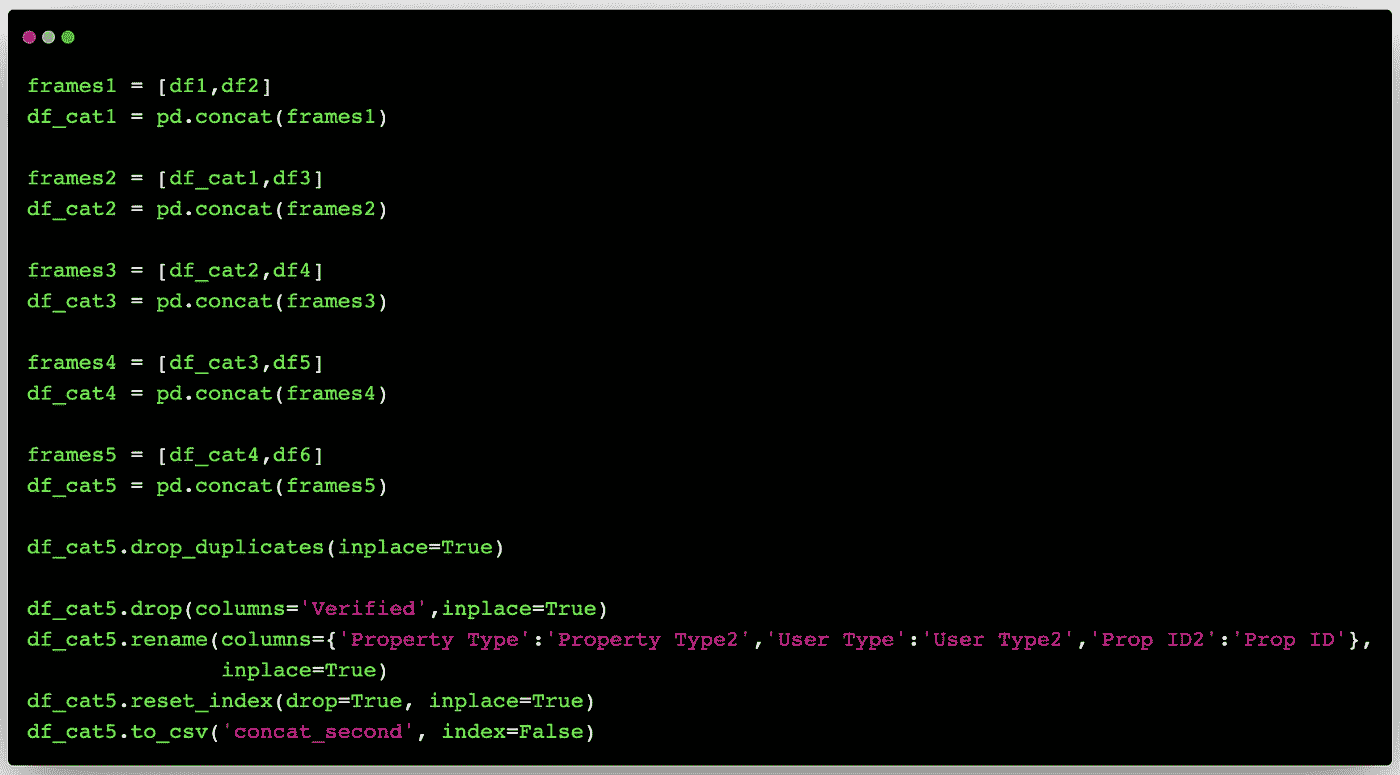 frames1 = [df1,df2]
df_cat1 = pd.concat(frames1)
frames2 = [df_cat1,df3]
df_cat2 = pd.concat(frames2)
frames3 = [df_cat2,df4]
df_cat3 = pd.concat(frames3)
frames4 = [df_cat3,df5]
df_cat4 = pd.concat(frames4)
frames5 = [df_cat4,df6]
df_cat5 = pd.concat(frames5)
df_cat5.drop_duplicates(inplace=True)
df_cat5.drop(columns='Verified',inplace=True)
df_cat5.rename(columns={'Property Type':'Property Type2','User Type':'User Type2','Prop ID2':'Prop ID'},
inplace=True)
df_cat5.reset_index(drop=True, inplace=True)
df_cat5.to_csv('concat_second', index=False)